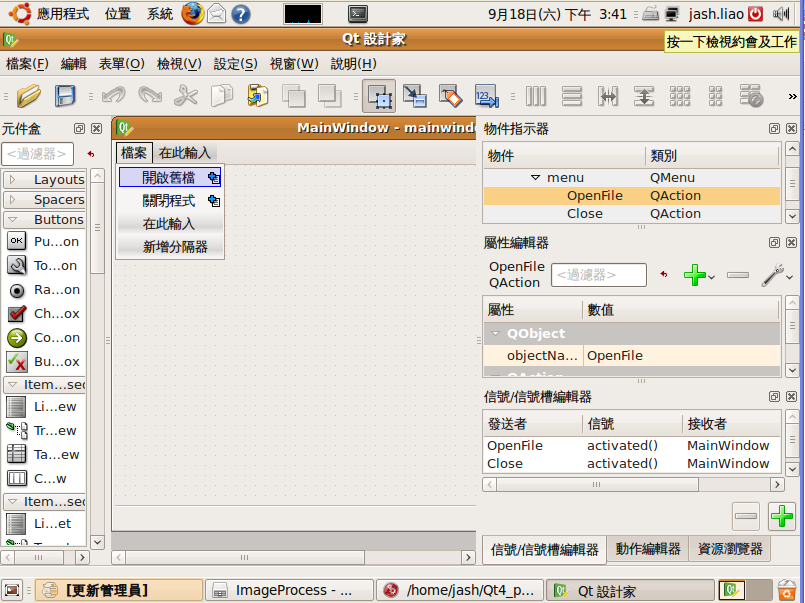 應用程式 位置 系統 9月18日(六) 下午 3:41 jash.liao
Qt 設計家
按一下檢視約會及工作
檔案(F) 編輯 表單(O) 檢視(V) 設定(S) 視窗(W) 說明(H)
123
»
元件盒
<過濾器>
Layouts
Spacers
Buttons
OK Pu...on
To...on
Ra...on
Ch...ox
Co...on
Bu...ox
Item...sec
Li...ew
Tr...ew
Ta...ew
C...w
Item...sec
Li...et
MainWindow - mainwind
檔案 在此輸入
開啟舊檔
關閉程式
在此輸入
新增分隔器
物件指示器
物件 類別
menu QMenu
OpenFile QAction
Close QAction
屬性編輯器
OpenFile
QAction
<過濾器>
屬性 數值
QObject
objectNa... OpenFile
QAction
信號/信號槽編輯器
發送者 信號 接收者
OpenFile activated() MainWindow
Close activated() MainWindow
信號/信號槽編輯器 動作編輯器 資源瀏覽器
[更新管理員] ImageProcess - ... /home/jash/Qt4_p... Qt 設計家